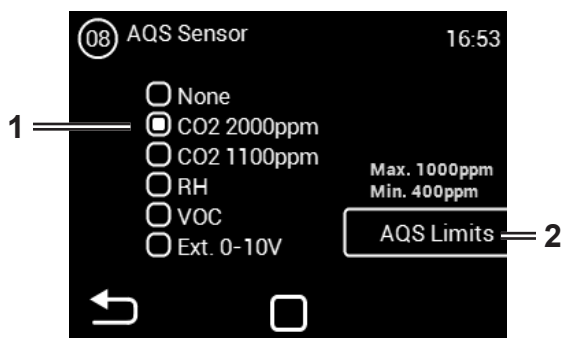 08 AQS Sensor 16:53
None
1 CO2 2000ppm
CO2 1100ppm
RH
VOC
Ext. 0-10V
Max. 1000ppm
Min. 400ppm
AQS Limits 2